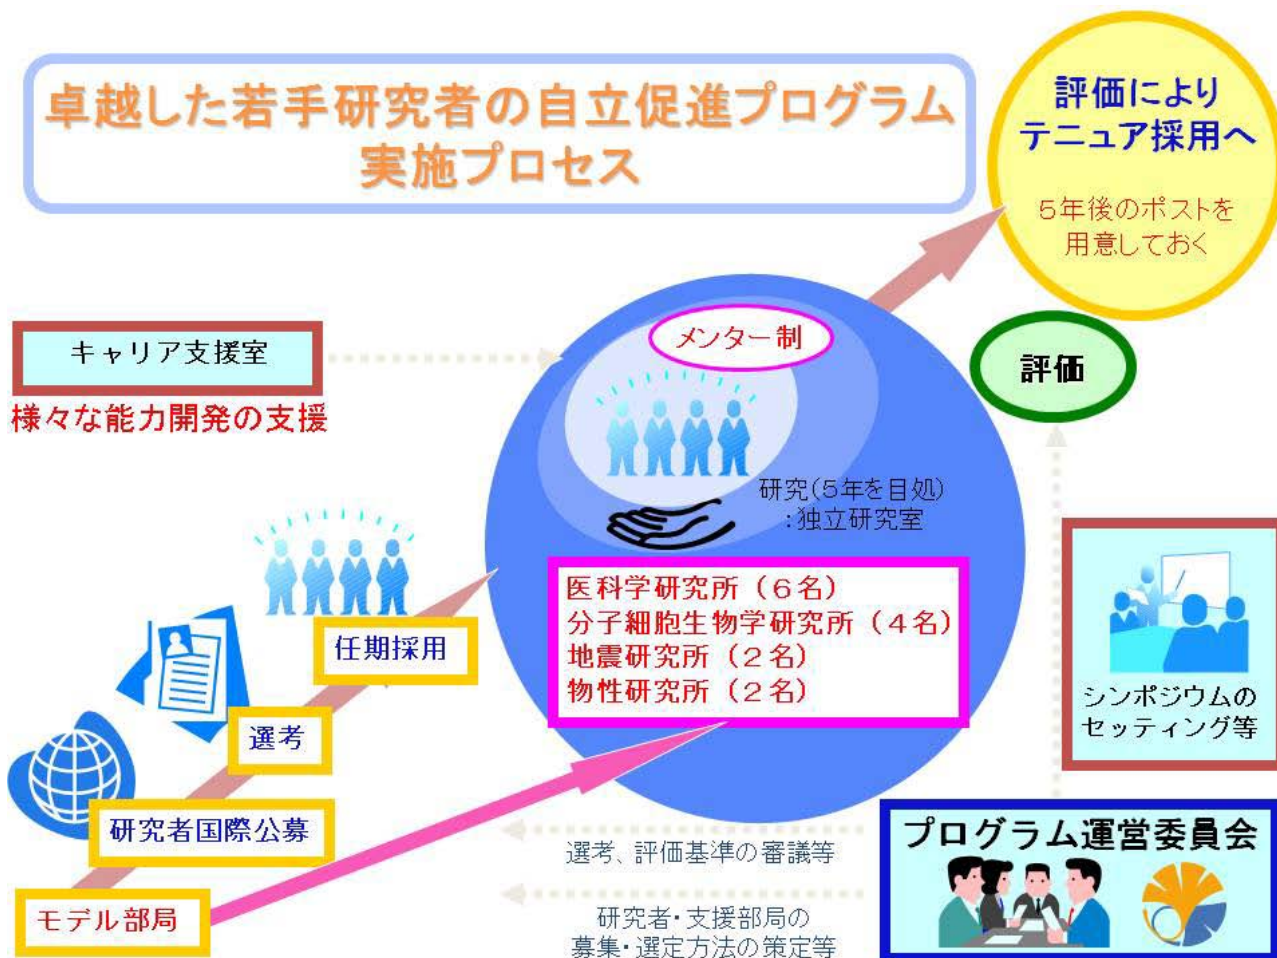 卓越した若手研究者の自立促進プログラム
実施プロセス
評価により
テニュア採用へ
5年後のポストを
用意しておく
キャリア支援室
様々な能力開発の支援
メンター制
評価
研究(5年を目処)
:独立研究室
医科学研究所(6名)
分子細胞生物学研究所(4名)
地震研究所(2名)
物性研究所(2名)
任期採用
選考
研究者国際公募
モデル部局
シンポジウムの
セッティング等
選考、評価基準の審議等
研究者・支援部局の
募集・選定方法の策定等
プログラム運営委員会